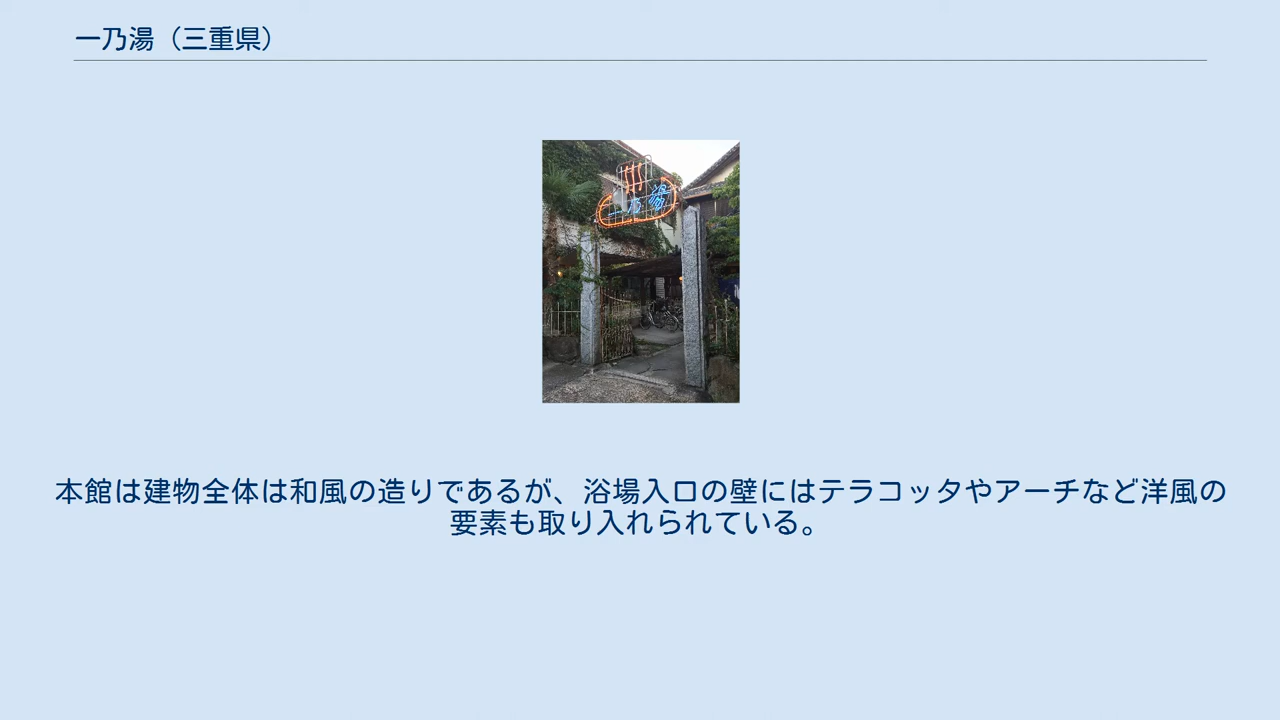 一乃湯（三重県）
一乃湯
本館は建物全体は和風の造りであるが、浴場入口の壁にはテラコッタやアーチなど洋風の
要素も取り入れられている。